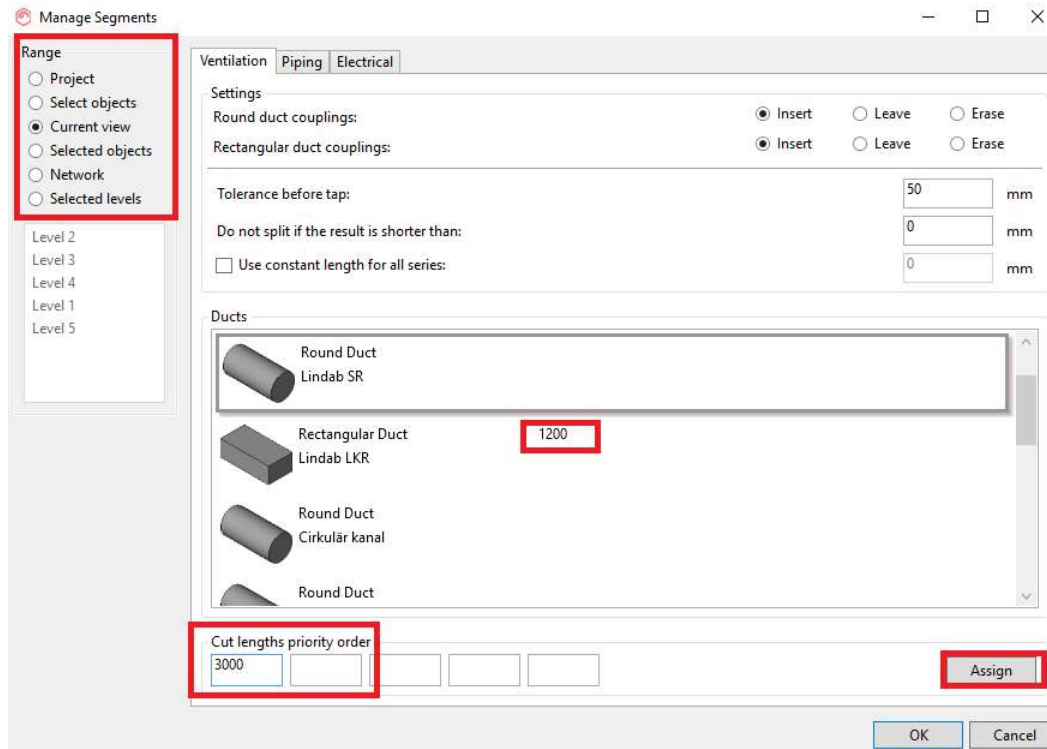 Manage Segments
Range
Project
Select objects
Current view
Selected objects
Network
Selected levels
Level 2
Level 3
Level 4
Level 1
Level 5
Ventilation Piping Electrical
Settings
Round duct couplings: Insert Leave Erase
Rectangular duct couplings: Insert Leave Erase
Tolerance before tap: 50 mm
Do not split if the result is shorter than: 0 mm
Use constant length for all series: 0 mm
Ducts
Round Duct
Lindab SR
Rectangular Duct 1200
Lindab LKR
Round Duct
Cirkulär kanal
Round Duct
Cut lengths priority order
3000
Assign
OK Cancel